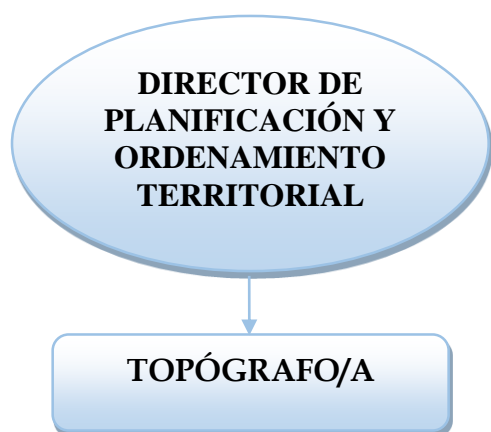 DIRECTOR DE
PLANIFICACIÓN Y
ORDENAMIENTO
TERRITORIAL
TOPÓGRAFO/A